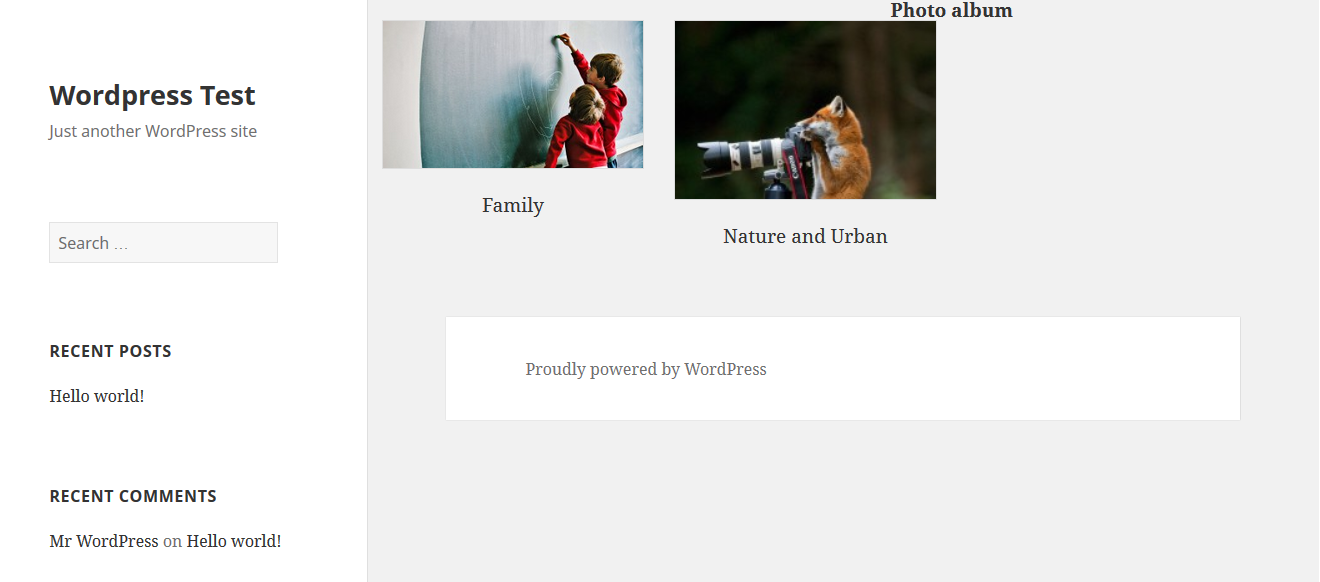 Wordpress Test
Just another WordPress site
Search …
RECENT POSTS
Hello world!
RECENT COMMENTS
Mr WordPress on Hello world!
Photo album
Family
Nature and Urban
Proudly powered by WordPress